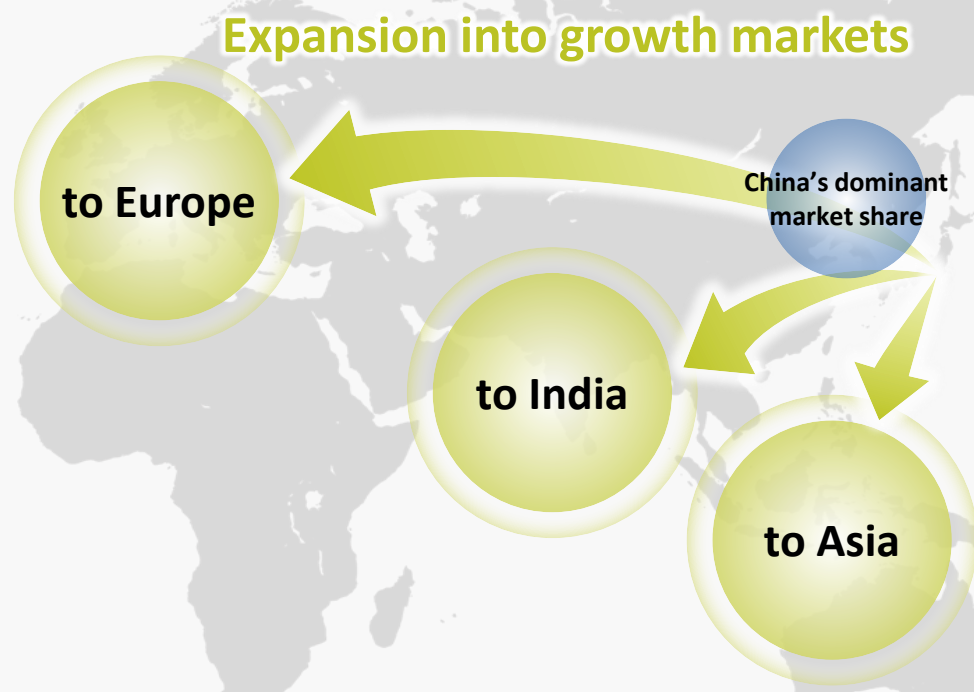 Expansion into growth markets
to Europe
China’s dominant
market share
to India
to Asia